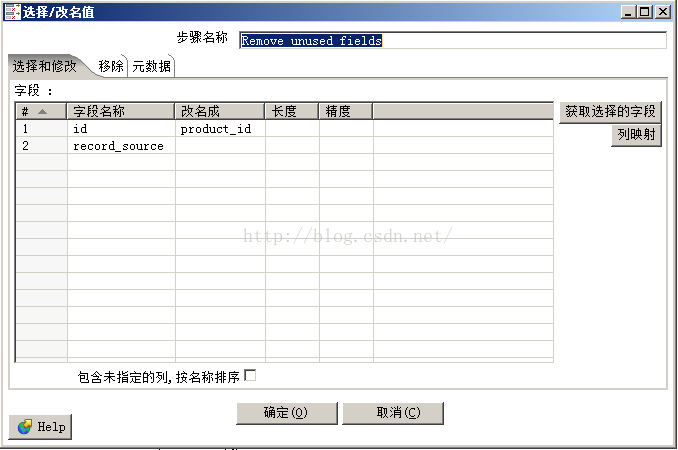 选择/改名值
步骤名称 Remove unused fields
选择和修改 移除 元数据
字段 :
# 字段名称 改名成 长度 精度
1 id product_id
2 record_source
获取选择的字段
列映射
http://blog.csdn.net/
包含未指定的列,按名称排序
确定(O) 取消(C)
Help